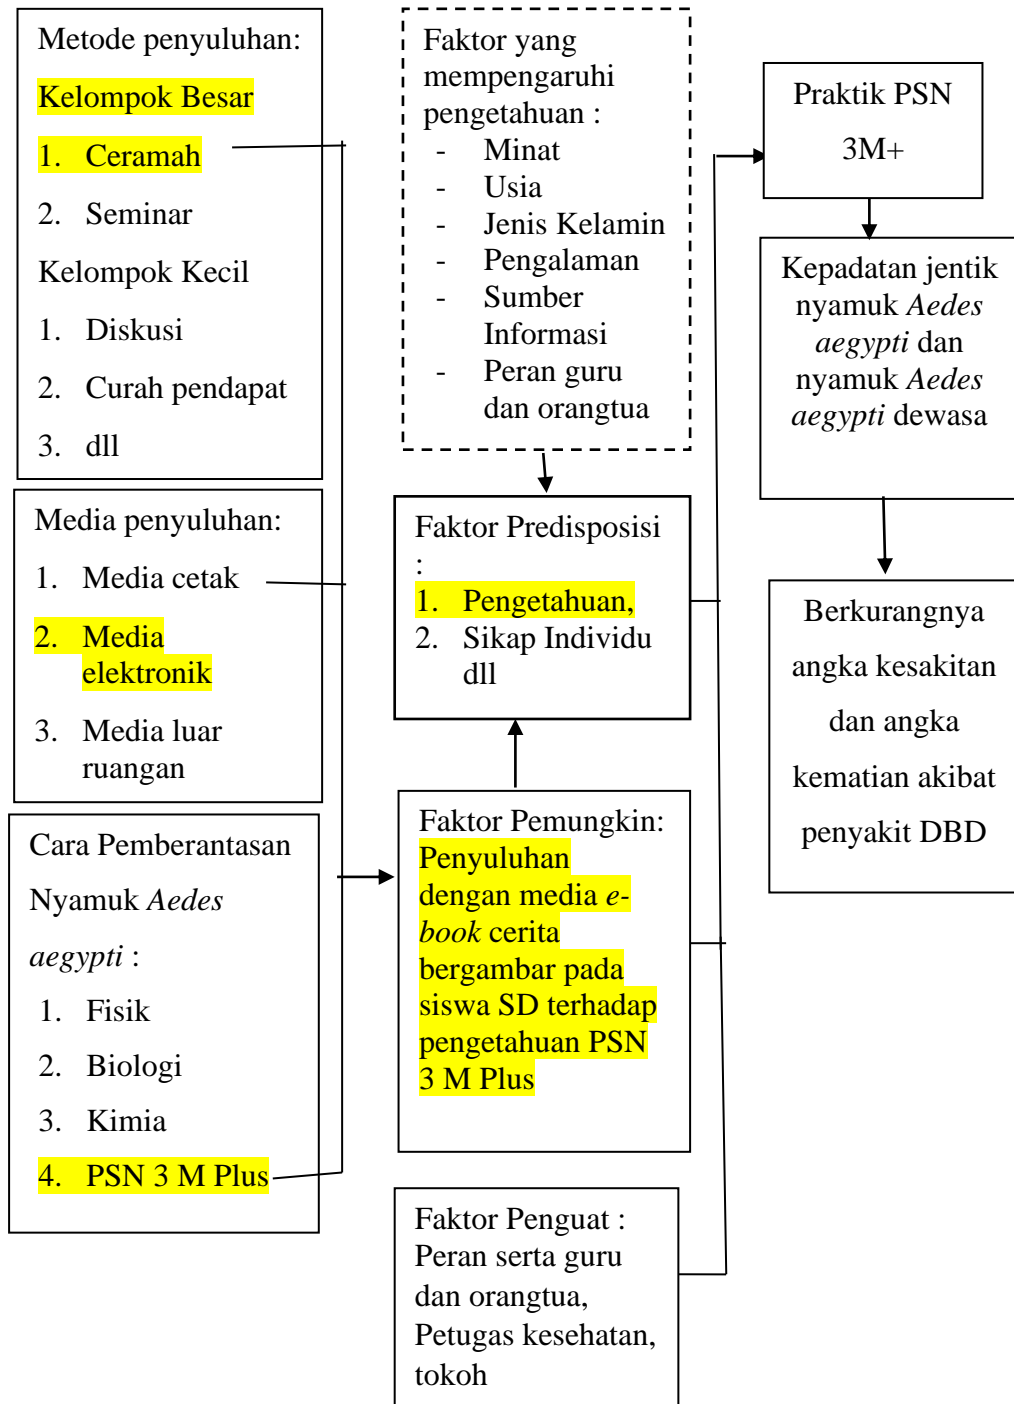 Metode penyuluhan:
Kelompok Besar
1. Ceramah
2. Seminar
Kelompok Kecil
1. Diskusi
2. Curah pendapat
3. dll
Media penyuluhan:
1. Media cetak
2. Media
elektronik
3. Media luar
ruangan
Cara Pemberantasan
Nyamuk Aedes
aegypti :
1. Fisik
2. Biologi
3. Kimia
4. PSN 3 M Plus
Faktor yang
mempengaruhi
pengetahuan :
- Minat
- Usia
- Jenis Kelamin
- Pengalaman
- Sumber
Informasi
- Peran guru
dan orangtua
Faktor Predisposisi
:
1. Pengetahuan,
2. Sikap Individu
dll
Faktor Pemungkin:
Penyuluhan
dengan media e-
book cerita
bergambar pada
siswa SD terhadap
pengetahuan PSN
3 M Plus
Faktor Penguat :
Peran serta guru
dan orangtua,
Petugas kesehatan,
tokoh
Praktik PSN
3M+
Kepadatan jentik
nyamuk Aedes
aegypti dan
nyamuk Aedes
aegypti dewasa
Berkurangnya
angka kesakitan
dan angka
kematian akibat
penyakit DBD